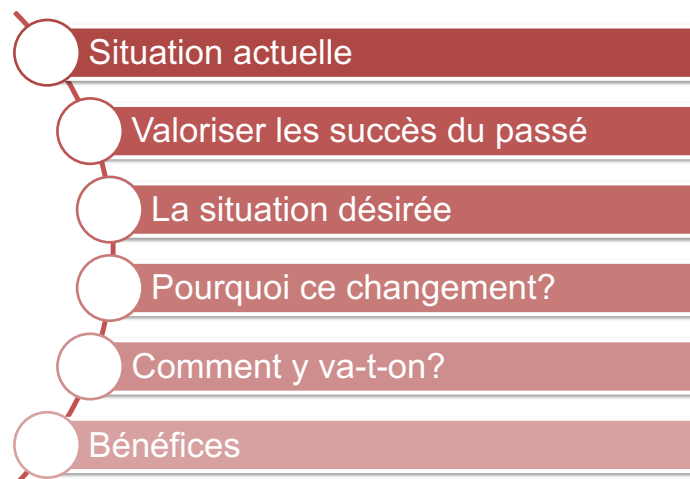 Situation actuelle
Valoriser les succès du passé
La situation désirée
Pourquoi ce changement?
Comment y va-t-on?
Bénéfices